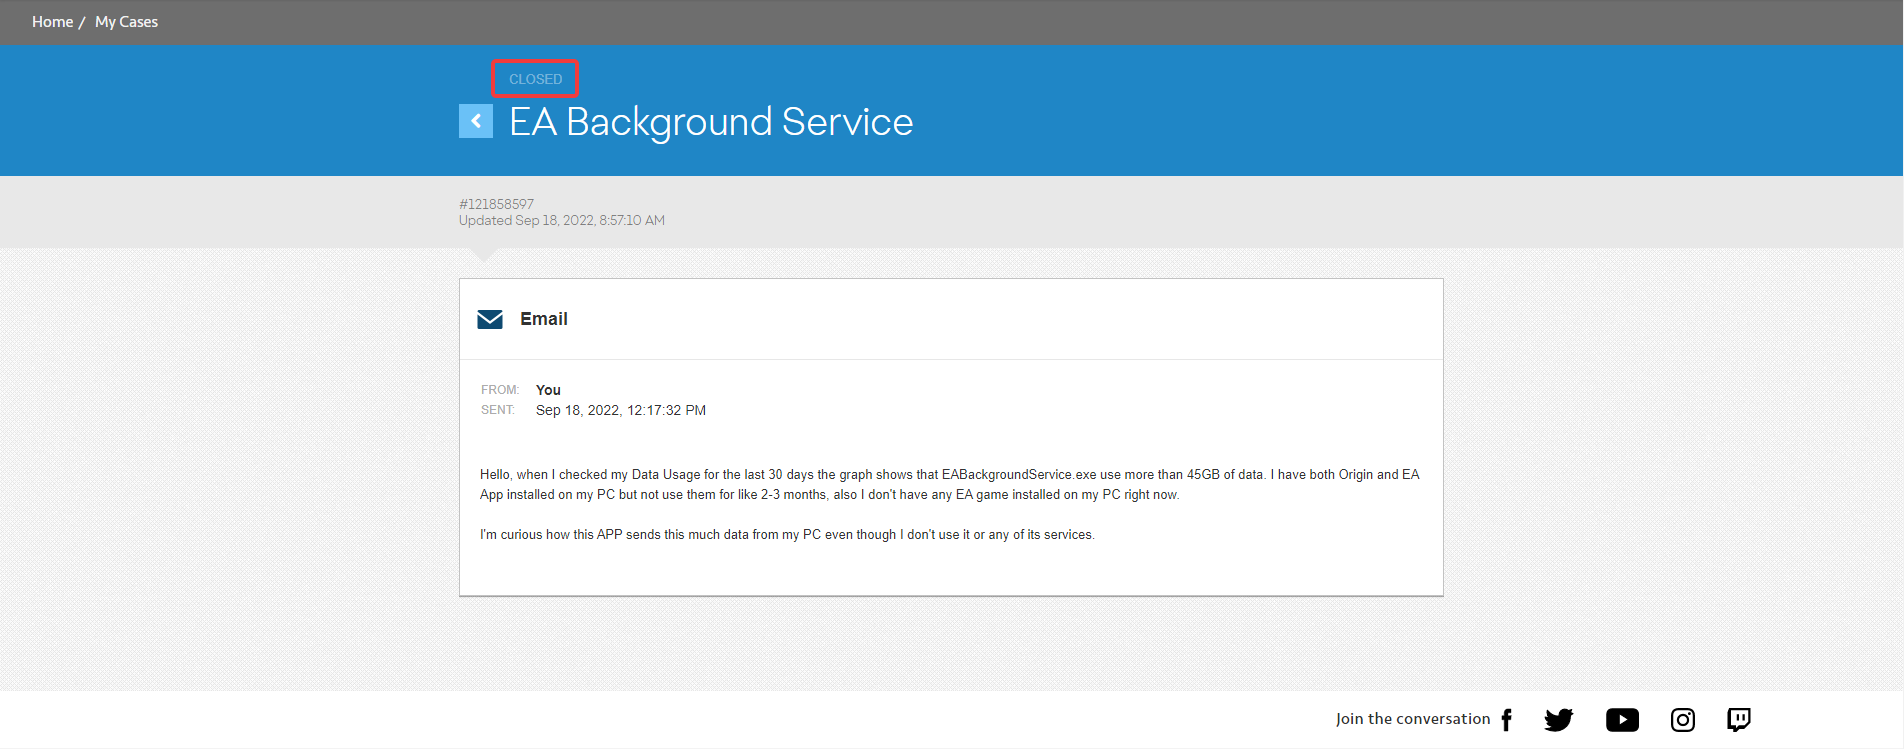 Home / My Cases
CLOSED
EA Background Service
#121858597
Updated Sep 18, 2022, 8:57:10 AM
Email
FROM: You
SENT: Sep 18, 2022, 12:17:32 PM
Hello, when I checked my Data Usage for the last 30 days the graph shows that EABackgroundService.exe use more than 45GB of data. I have both Origin and EA
App installed on my PC but not use them for like 2-3 months, also I don't have any EA game installed on my PC right now.
I'm curious how this APP sends this much data from my PC even though I don't use it or any of its services.
Join the conversation